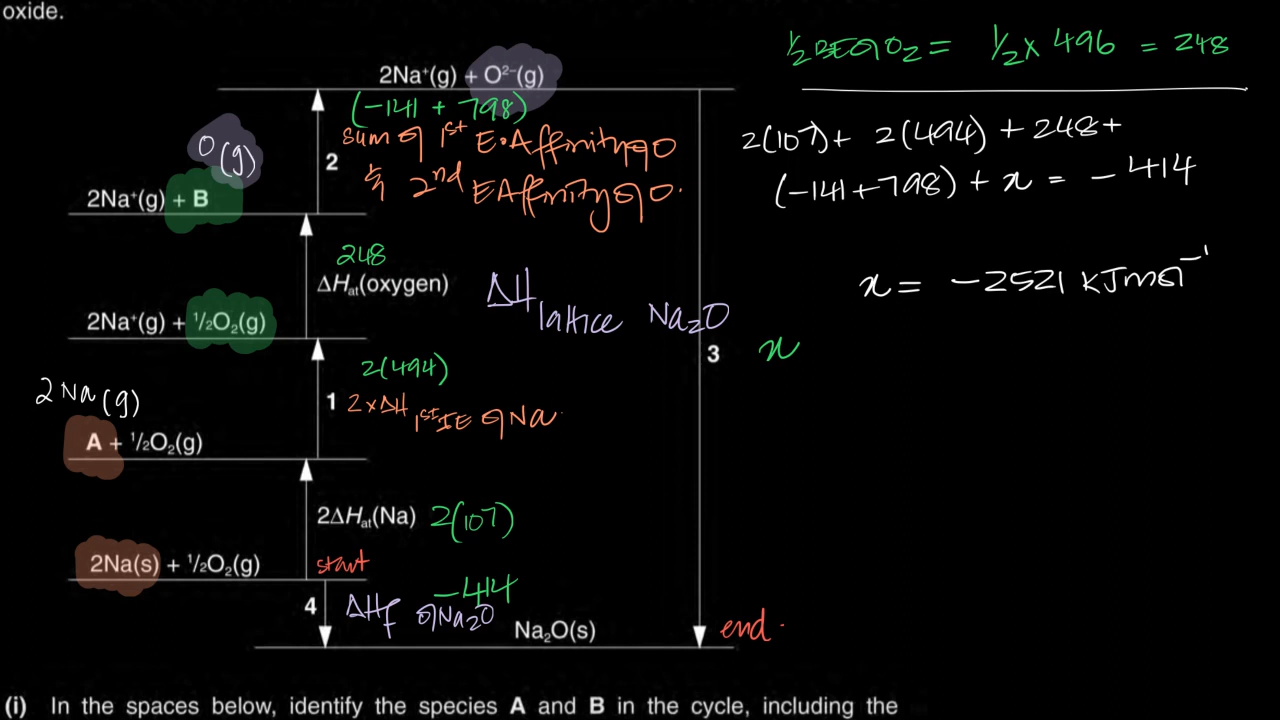 oxide.
½ BE of O₂ = ½ x 496 = 248
2Na⁺(g) + O²⁻(g)
(-141 + 798)
sum of 1st E.Affinity of O
& 2nd E Affinity of O.
2
O(g)
2Na⁺(g) + B
2(107) + 2(494) + 248 +
(-141 + 798) + x = -414
x = -2521 kJmol⁻¹
248
ΔHat(oxygen)
ΔH lattice Na₂O
2Na⁺(g) + ½O₂(g)
3 x
2Na(g)
2(494)
1 2xΔH 1st IE of Na
A + ½O₂(g)
2ΔHat(Na) 2(107)
2Na(s) + ½O₂(g) start
-414
4 ΔHf of Na₂O
Na₂O(s) end.
(i) In the spaces below, identify the species A and B in the cycle, including the